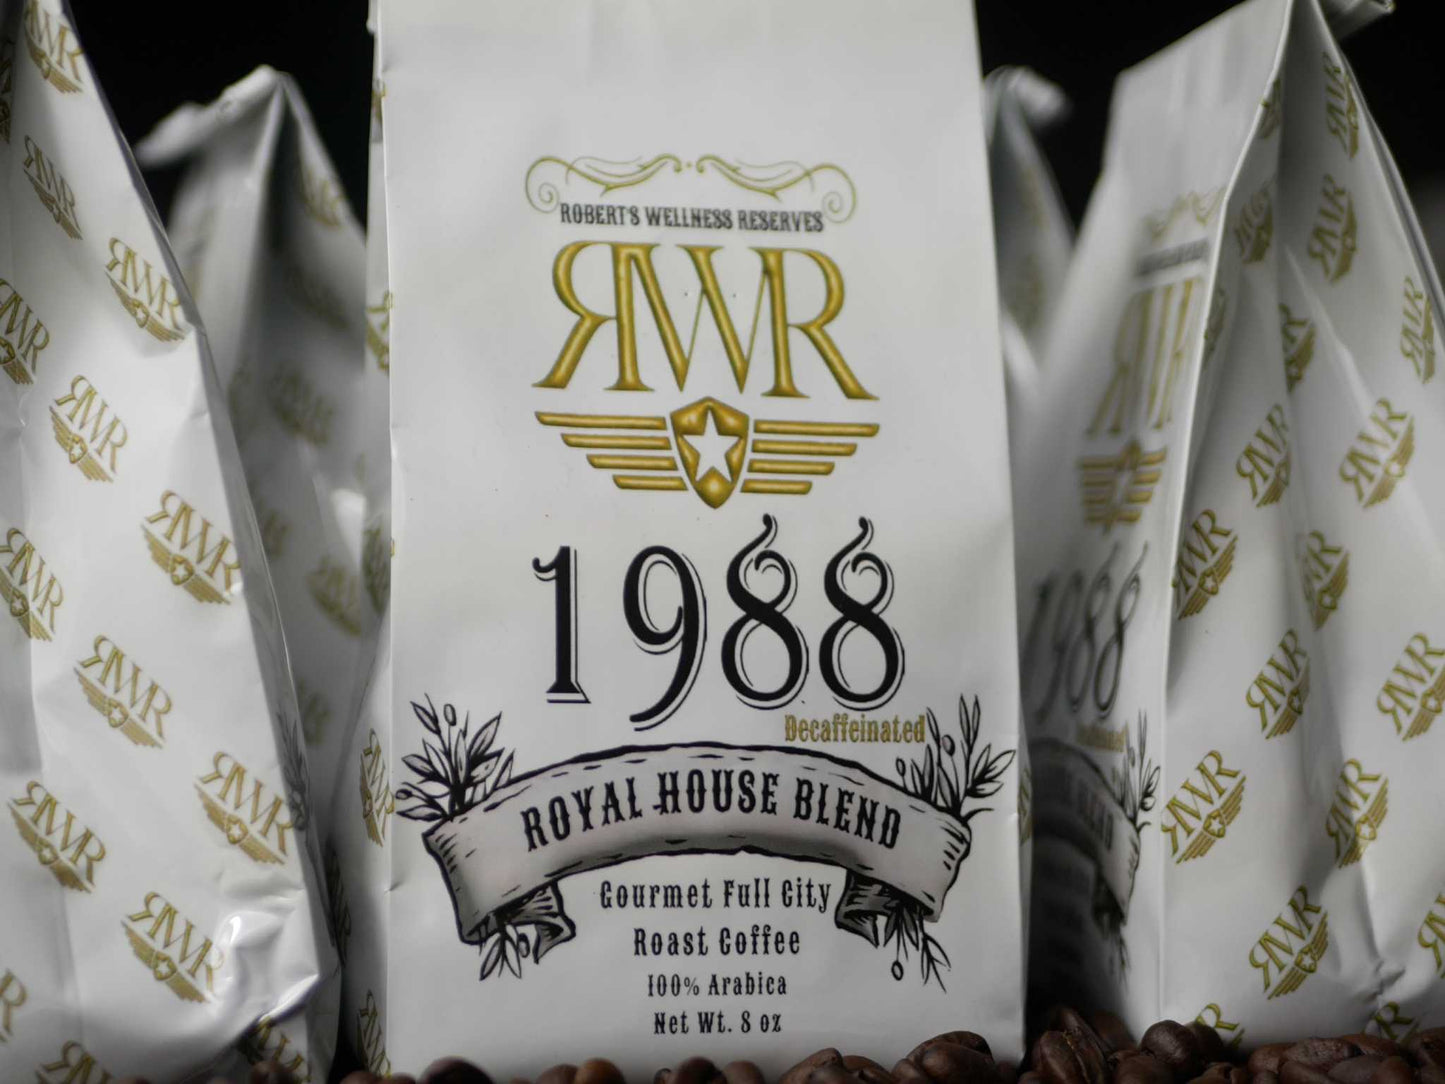 ROBERT'S WELLNESS RESERVES
RWR
1988
Decaffeinated
ROYAL HOUSE BLEND
Gourmet Full City
Roast Coffee
100% Arabica
Net Wt. 8 oz